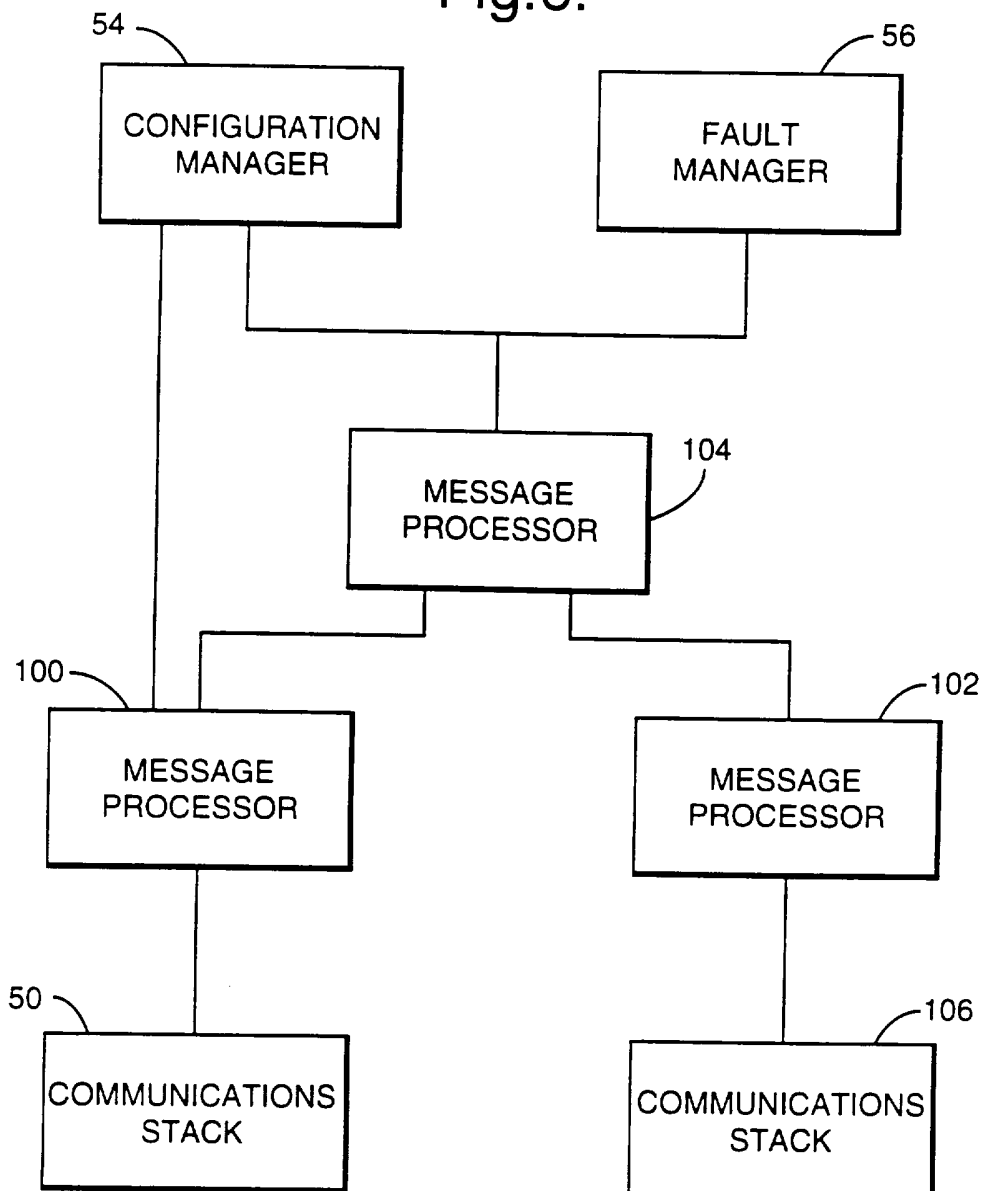 54
56
CONFIGURATION
MANAGER
FAULT
MANAGER
104
MESSAGE
PROCESSOR
100
102
MESSAGE
PROCESSOR
MESSAGE
PROCESSOR
50
106
COMMUNICATIONS
STACK
COMMUNICATIONS
STACK